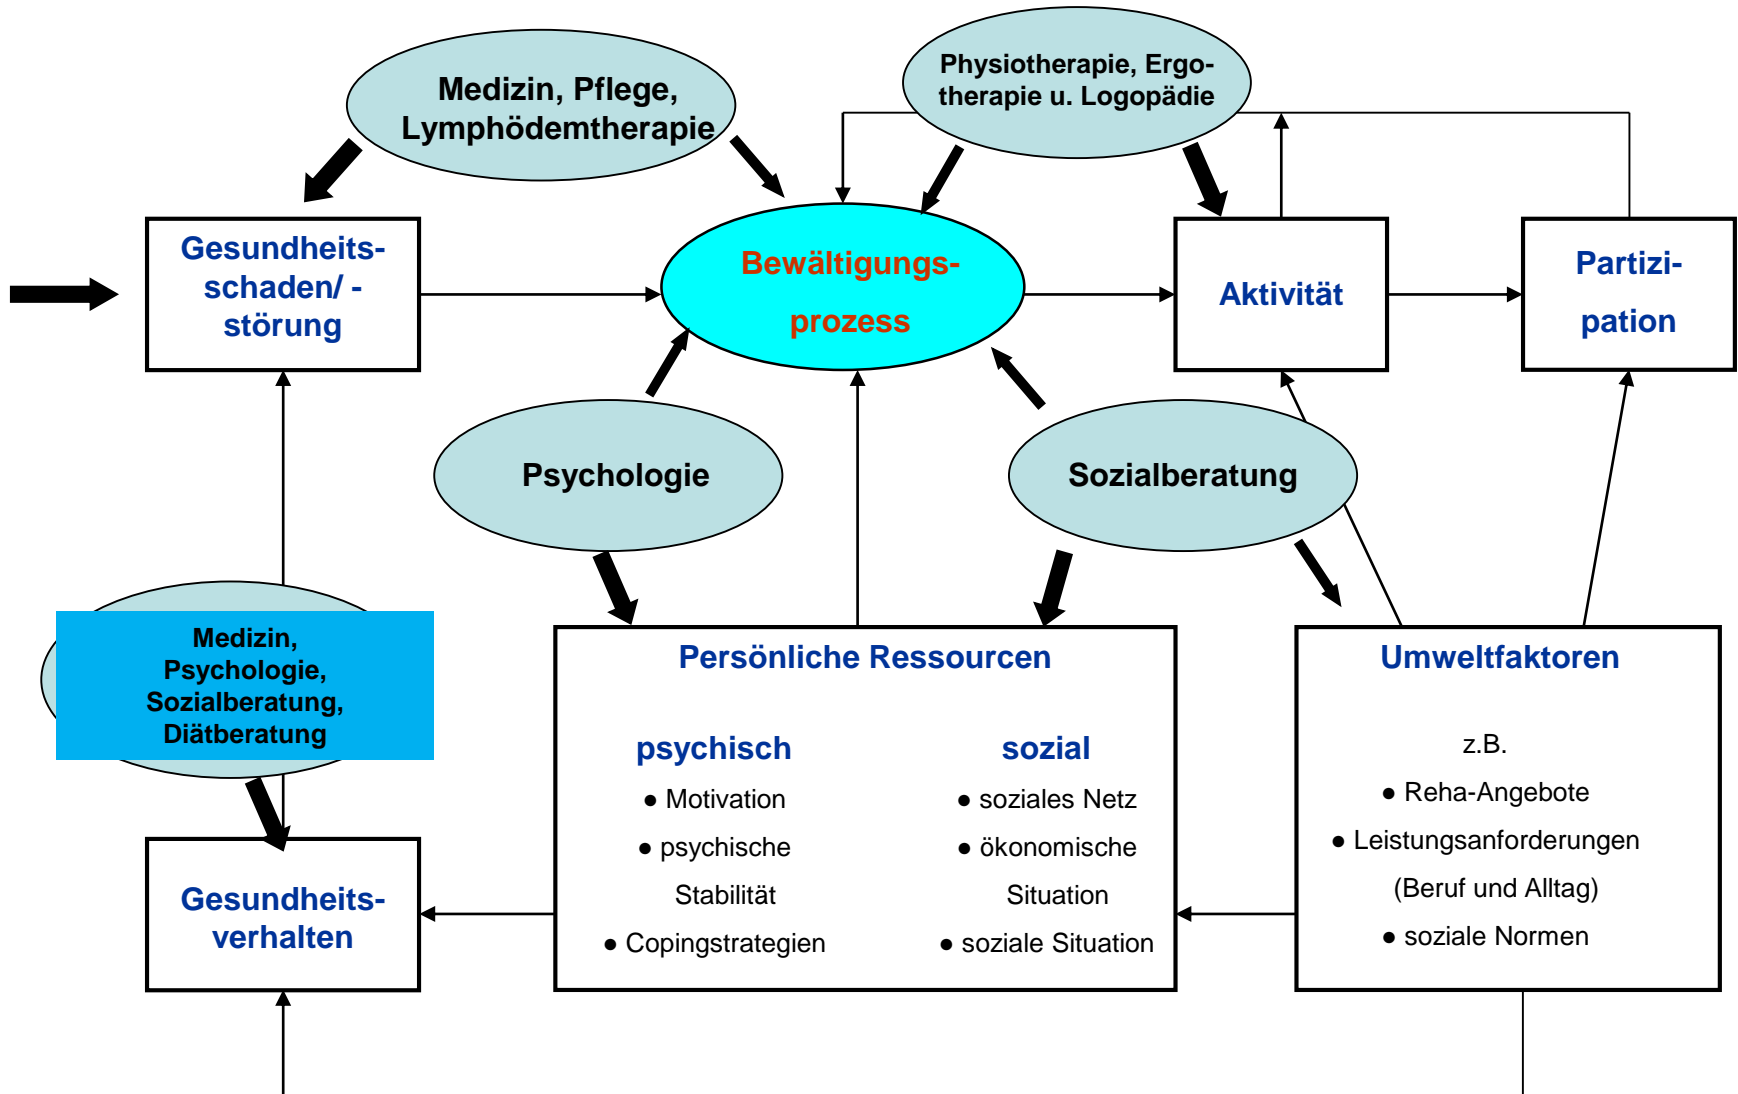 Medizin, Pflege,
Lymphödemtherapie
Physiotherapie, Ergo-
therapie u. Logopädie
Gesundheits-
schaden/ -
störung
Bewältigungs-
prozess
Aktivität
Partizi-
pation
Psychologie
Sozialberatung
Medizin,
Psychologie,
Sozialberatung,
Diätberatung
Gesundheits-
verhalten
Persönliche Ressourcen
psychisch
● Motivation
● psychische
Stabilität
● Copingstrategien
sozial
● soziales Netz
● ökonomische
Situation
● soziale Situation
Umweltfaktoren
z.B.
● Reha-Angebote
● Leistungsanforderungen
(Beruf und Alltag)
● soziale Normen